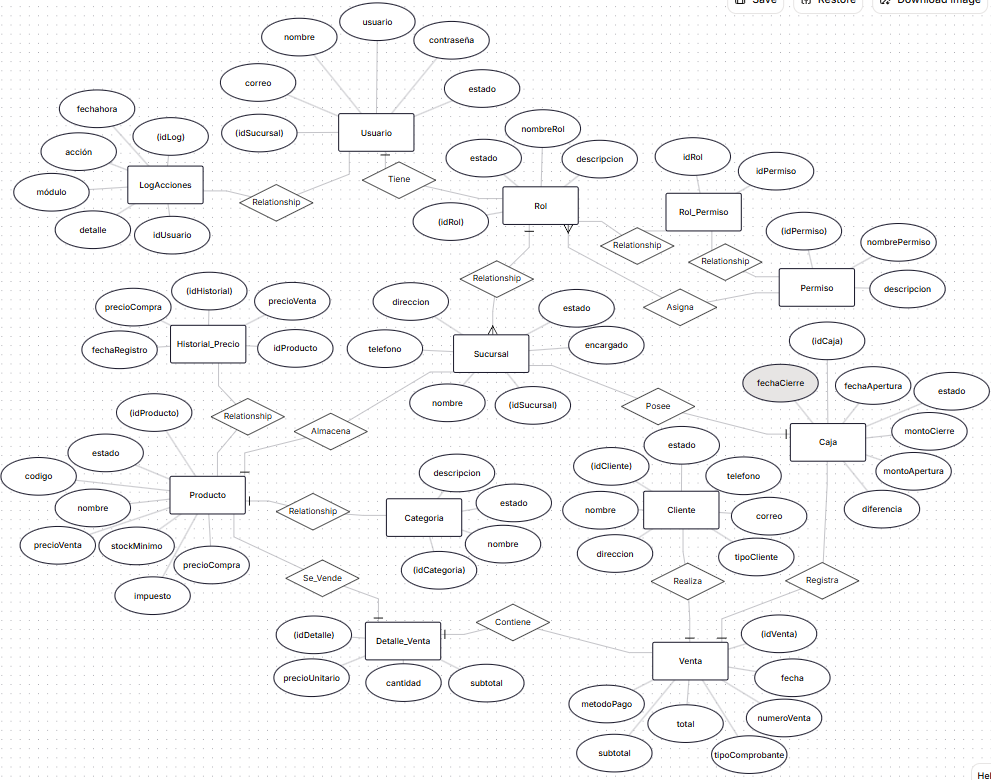 Save
Restore
Download image
usuario
nombre
contraseña
correo
estado
fechahora
(idLog)
(idSucursal)
Usuario
nombreRol
acción
estado
descripcion
idRol
idPermiso
LogAcciones
Tiene
módulo
Relationship
Rol
Rol_Permiso
(idRol)
detalle
idUsuario
(idPermiso)
nombrePermiso
Relationship
Relationship
Relationship
Permiso
descripcion
(idHistorial)
precioCompra
precioVenta
direccion
estado
Asigna
Historial_Precio
fechaRegistro
idProducto
telefono
Sucursal
encargado
(idCaja)
fechaCierre
fechaApertura
estado
nombre
(idSucursal)
Posee
(idProducto)
Relationship
Almacena
montoCierre
Caja
estado
estado
codigo
descripcion
(idCliente)
telefono
montoApertura
Producto
nombre
Relationship
Categoria
estado
nombre
Cliente
correo
diferencia
precioVenta
stockMinimo
nombre
precioCompra
direccion
tipoCliente
(idCategoria)
impuesto
Se_Vende
Realiza
Registra
Contiene
(idDetalle)
Detalle_Venta
(idVenta)
Venta
precioUnitario
cantidad
subtotal
fecha
metodoPago
total
numeroVenta
subtotal
tipoComprobante
Hel